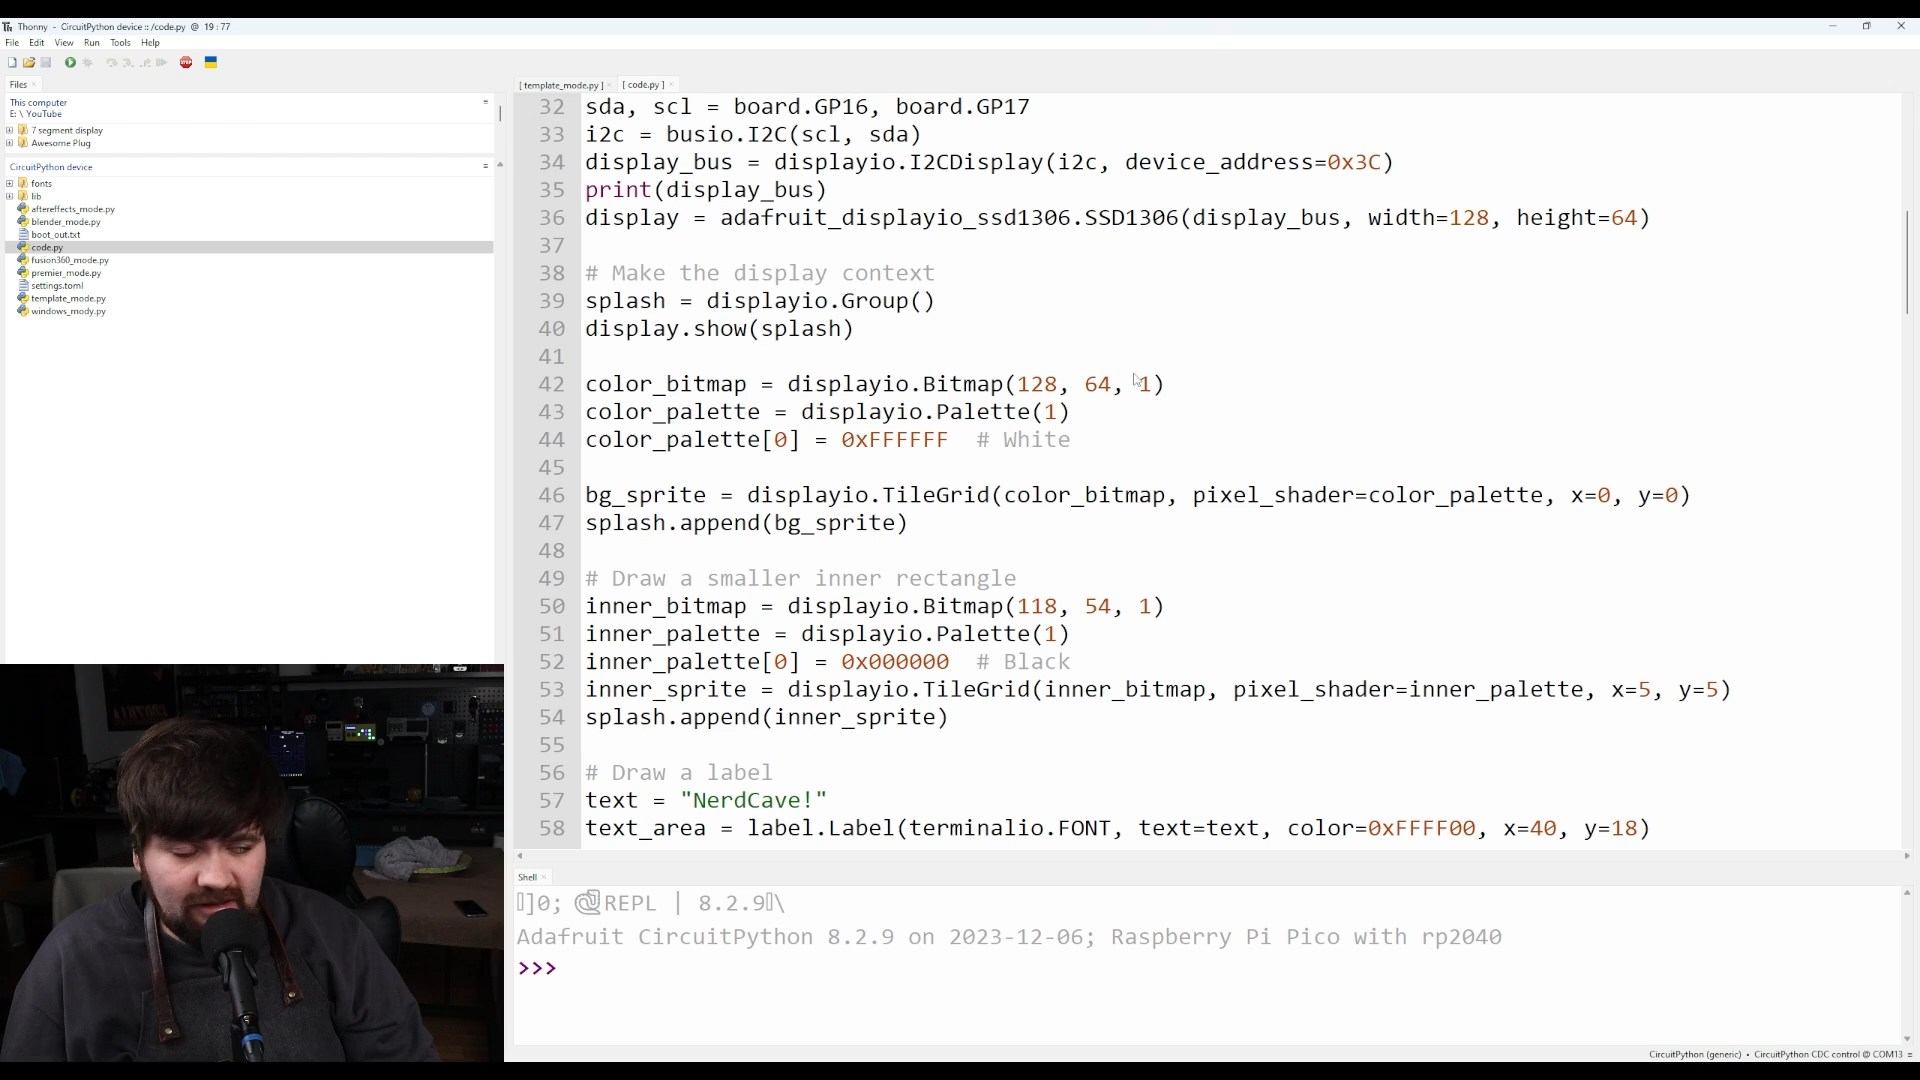 Thonny - CircuitPython device :: /code.py @ 19 : 77
File Edit View Run Tools Help
Files
This computer
E: \ YouTube
7 segment display
Awesome Plug
CircuitPython device
fonts
lib
aftereffects_mode.py
blender_mode.py
boot_out.txt
code.py
fusion360_mode.py
premier_mode.py
settings.toml
template_mode.py
windows_mody.py
[ template_mode.py ] [ code.py ]
32 sda, scl = board.GP16, board.GP17
33 i2c = busio.I2C(scl, sda)
34 display_bus = displayio.I2CDisplay(i2c, device_address=0x3C)
35 print(display_bus)
36 display = adafruit_displayio_ssd1306.SSD1306(display_bus, width=128, height=64)
37
38 # Make the display context
39 splash = displayio.Group()
40 display.show(splash)
41
42 color_bitmap = displayio.Bitmap(128, 64, 1)
43 color_palette = displayio.Palette(1)
44 color_palette[0] = 0xFFFFFF  # White
45
46 bg_sprite = displayio.TileGrid(color_bitmap, pixel_shader=color_palette, x=0, y=0)
47 splash.append(bg_sprite)
48
49 # Draw a smaller inner rectangle
50 inner_bitmap = displayio.Bitmap(118, 54, 1)
51 inner_palette = displayio.Palette(1)
52 inner_palette[0] = 0x000000  # Black
53 inner_sprite = displayio.TileGrid(inner_bitmap, pixel_shader=inner_palette, x=5, y=5)
54 splash.append(inner_sprite)
55
56 # Draw a label
57 text = "NerdCave!"
58 text_area = label.Label(terminalio.FONT, text=text, color=0xFFFF00, x=40, y=18)
Shell
]0; REPL | 8.2.9\
Adafruit CircuitPython 8.2.9 on 2023-12-06; Raspberry Pi Pico with rp2040
>>>
CircuitPython (generic) • CircuitPython CDC control @ COM13